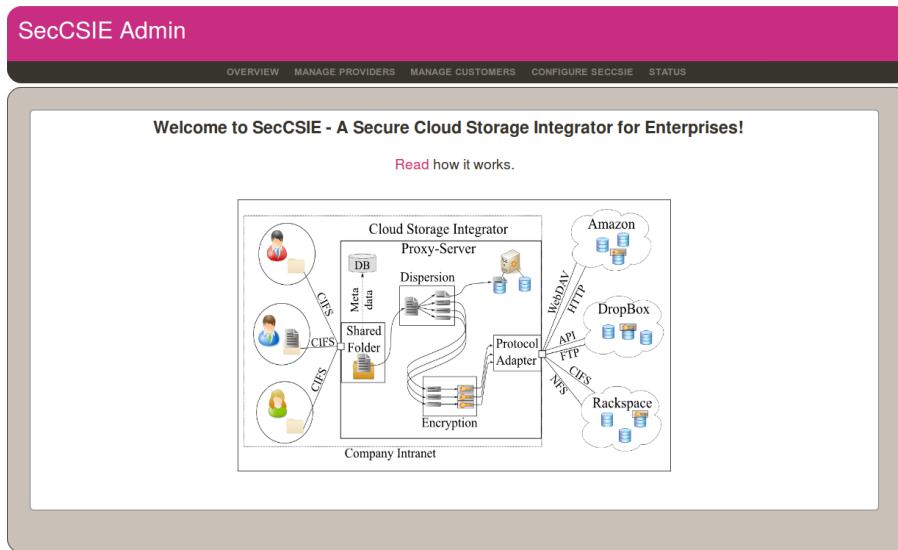 SecCSIE Admin
OVERVIEW MANAGE PROVIDERS MANAGE CUSTOMERS CONFIGURE SECCSIE STATUS
Welcome to SecCSIE - A Secure Cloud Storage Integrator for Enterprises!
Read how it works.
Cloud Storage Integrator
Proxy-Server
DB
Meta
data
Dispersion
CIFS
CIFS
CIFS
Shared
Folder
Encryption
Protocol
Adapter
Company Intranet
WebDAV
HTTP
API
FTP
CIFS
NFS
Amazon
DropBox
Rackspace